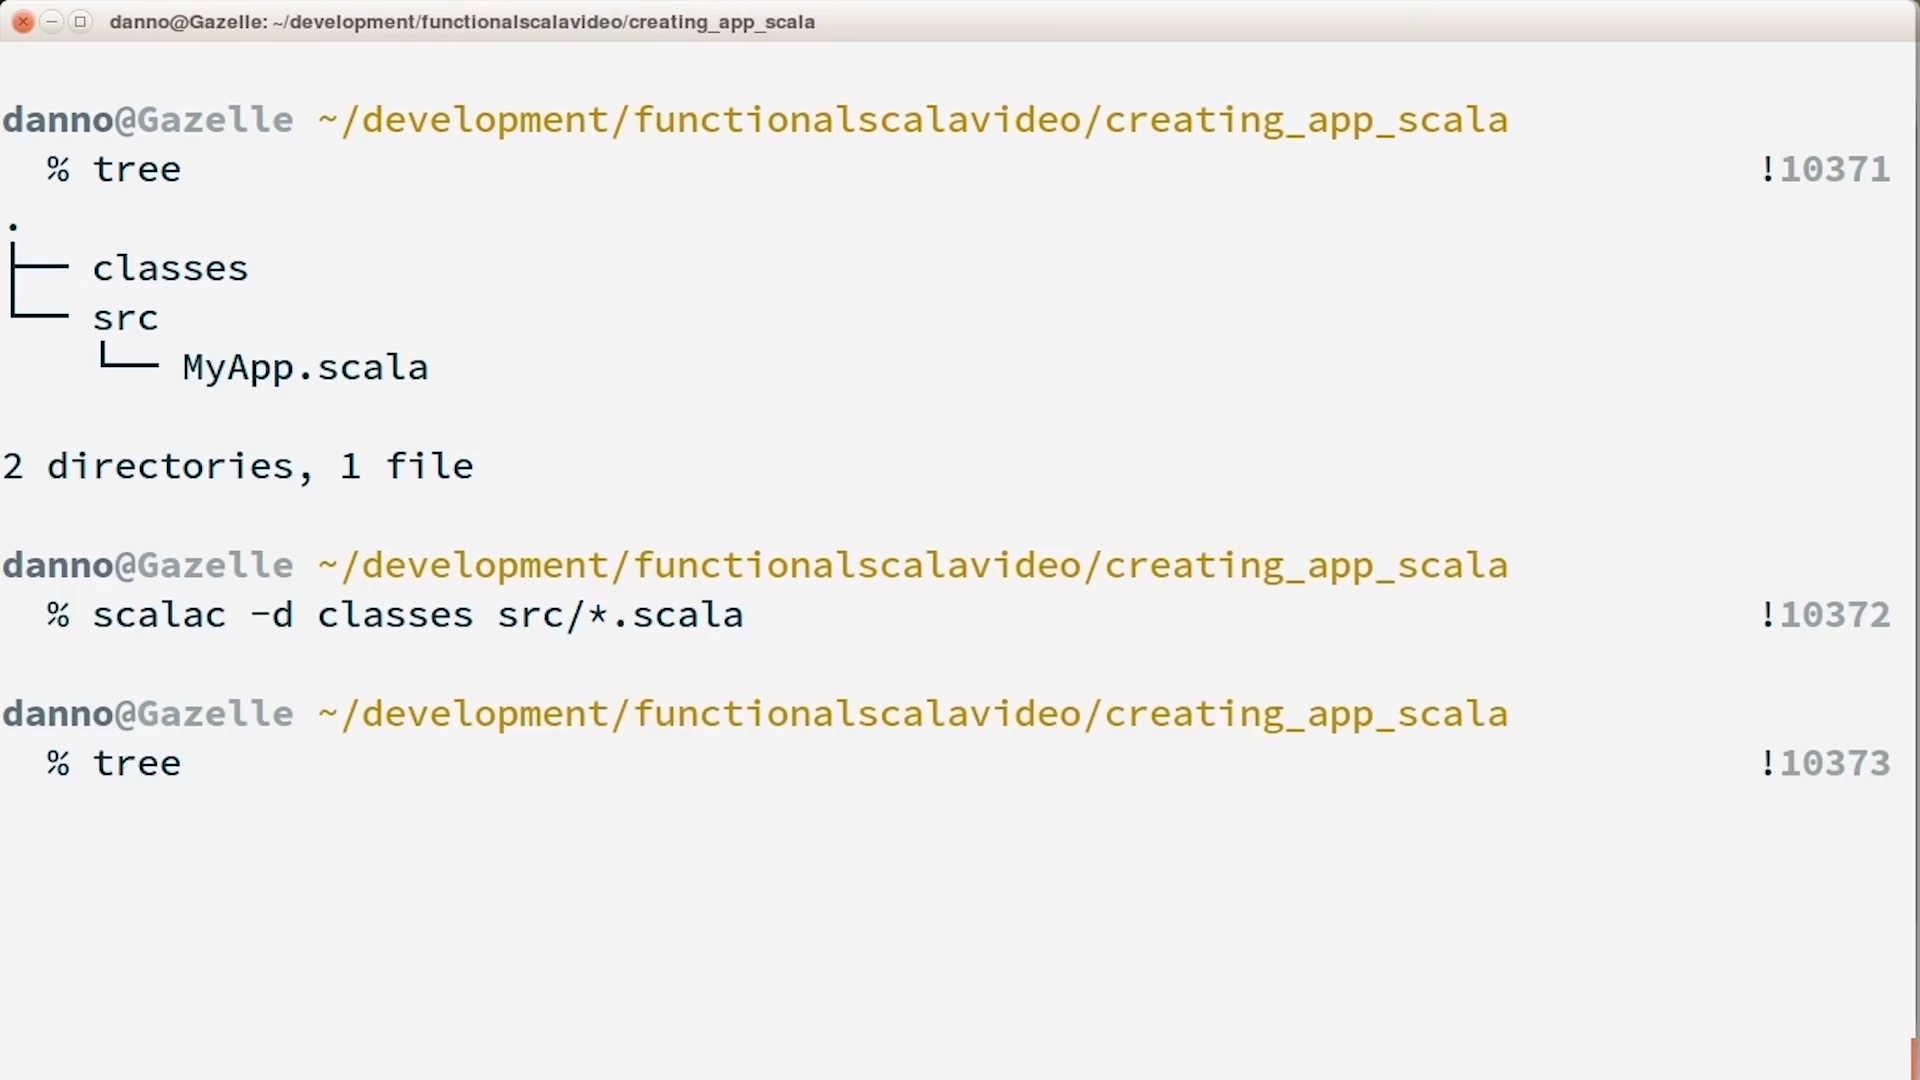 danno@Gazelle: ~/development/functionalscalavideo/creating_app_scala
danno@Gazelle ~/development/functionalscalavideo/creating_app_scala
% tree !10371
.
├── classes
└── src
    └── MyApp.scala
2 directories, 1 file
danno@Gazelle ~/development/functionalscalavideo/creating_app_scala
% scalac -d classes src/*.scala !10372
danno@Gazelle ~/development/functionalscalavideo/creating_app_scala
% tree !10373